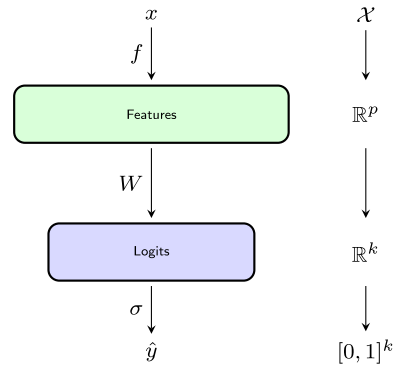 x 𝒳
f
Features ℝ^p
W
Logits ℝ^k
σ
ŷ [0, 1]^k